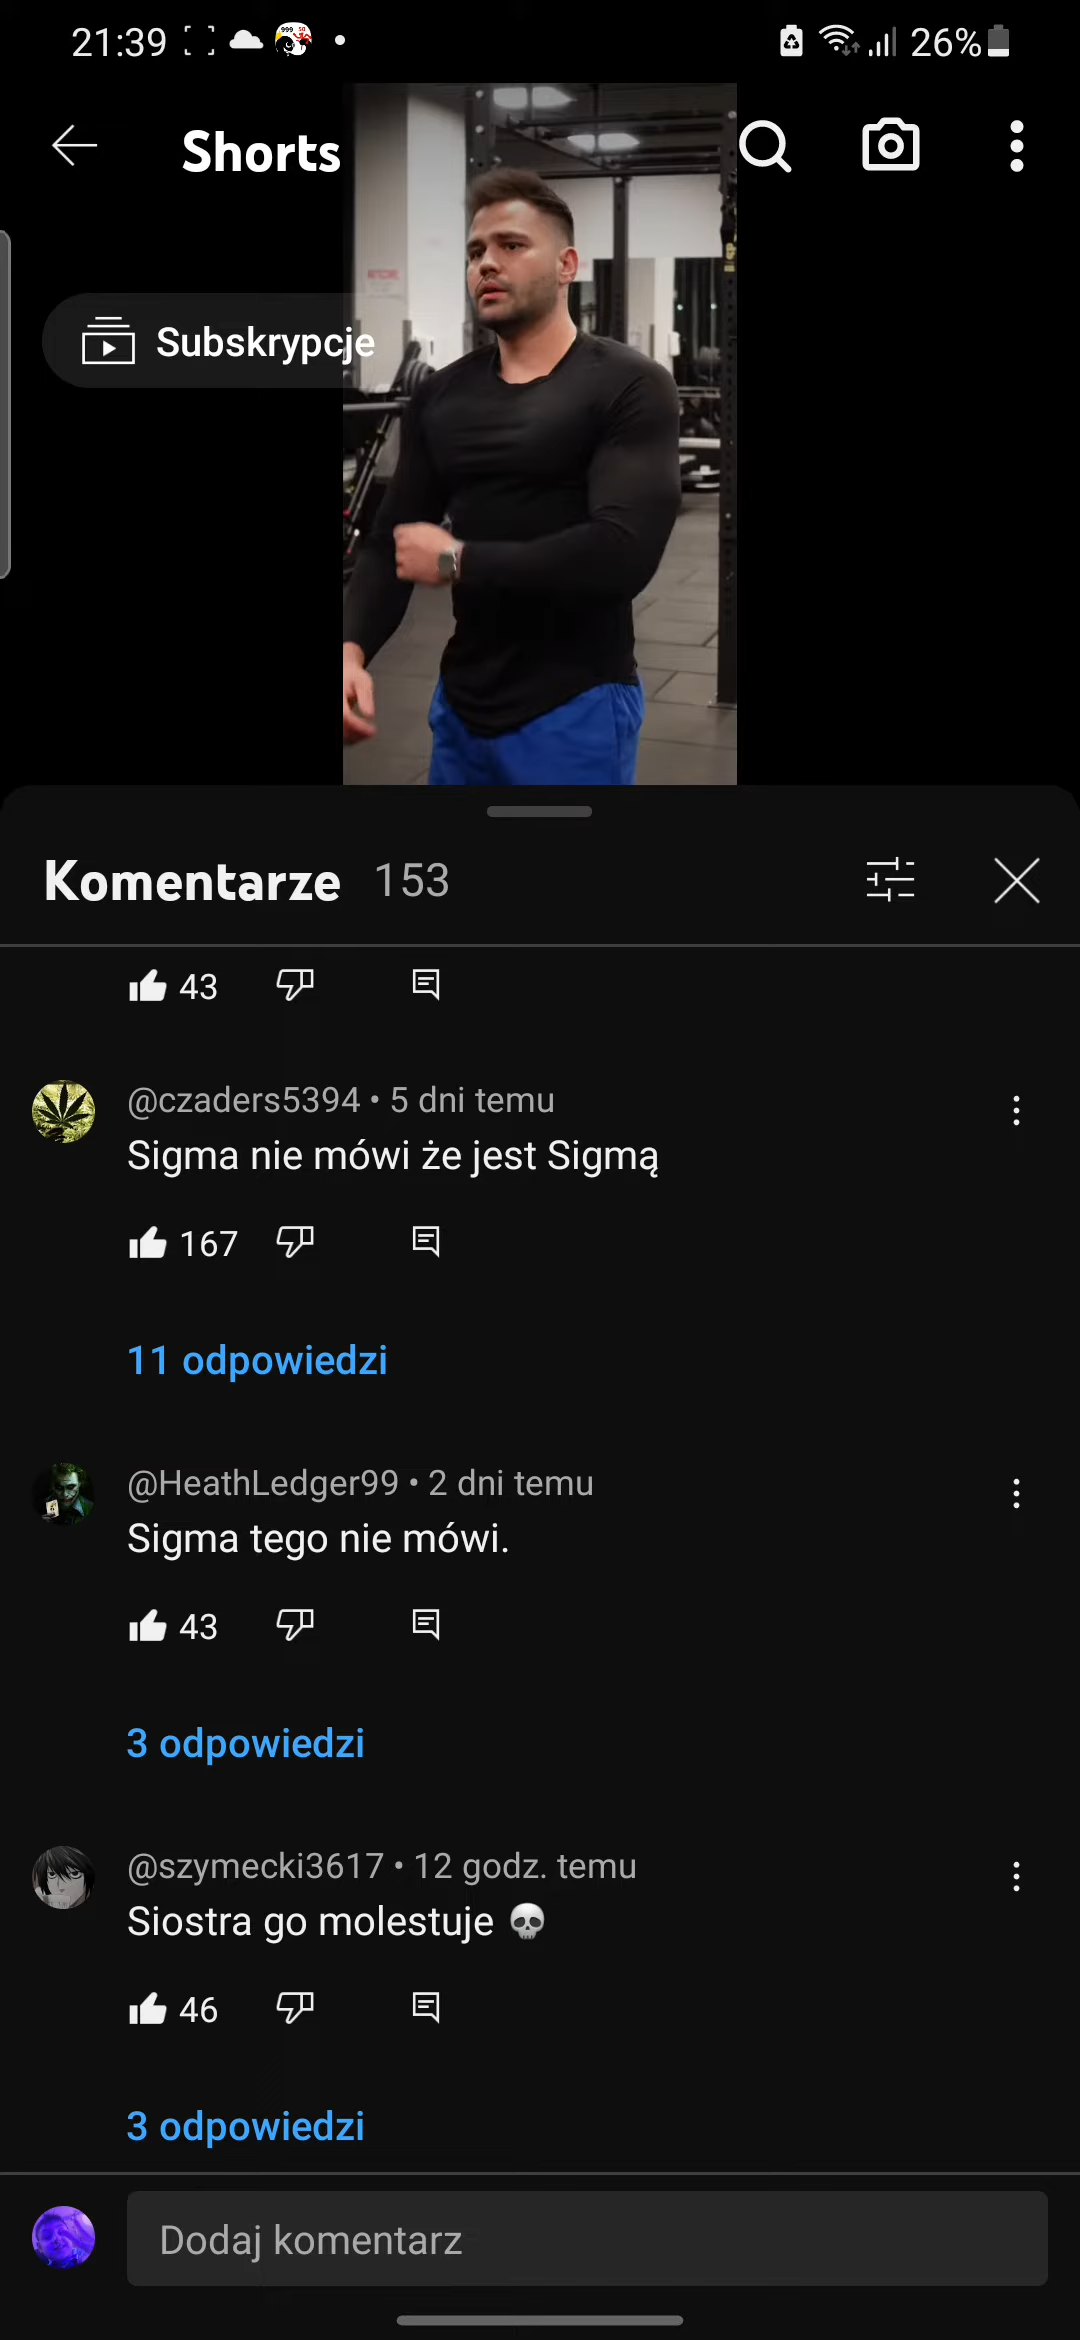 21:39
26%
Shorts
Subskrypcje
Komentarze 153
43
@czaders5394 • 5 dni temu
Sigma nie mówi że jest Sigmą
167
11 odpowiedzi
@HeathLedger99 • 2 dni temu
Sigma tego nie mówi.
43
3 odpowiedzi
@szymecki3617 • 12 godz. temu
Siostra go molestuje 💀
46
3 odpowiedzi
Dodaj komentarz